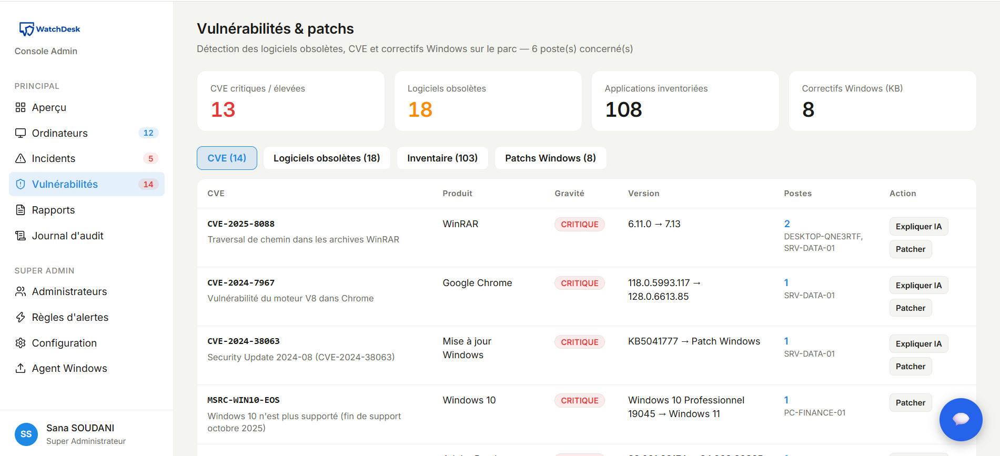 WatchDesk
Console Admin
PRINCIPAL
Aperçu
Ordinateurs 12
Incidents 5
Vulnérabilités 14
Rapports
Journal d'audit
SUPER ADMIN
Administrateurs
Règles d'alertes
Configuration
Agent Windows
SS
Sana SOUDANI
Super Administrateur
Vulnérabilités & patchs
Détection des logiciels obsolètes, CVE et correctifs Windows sur le parc — 6 poste(s) concerné(s)
CVE critiques / élevées
13
Logiciels obsolètes
18
Applications inventoriées
108
Correctifs Windows (KB)
8
CVE (14) Logiciels obsolètes (18) Inventaire (103) Patchs Windows (8)
CVE Produit Gravité Version Postes Action
CVE-2025-8088
Traversal de chemin dans les archives WinRAR
WinRAR
CRITIQUE
6.11.0 → 7.13
2
DESKTOP-QNE3RTF,
SRV-DATA-01
Expliquer IA
Patcher
CVE-2024-7967
Vulnérabilité du moteur V8 dans Chrome
Google Chrome
CRITIQUE
118.0.5993.117 →
128.0.6613.85
1
SRV-DATA-01
Expliquer IA
Patcher
CVE-2024-38063
Security Update 2024-08 (CVE-2024-38063)
Mise à jour
Windows
CRITIQUE
KB5041777 → Patch Windows
1
SRV-DATA-01
Expliquer IA
Patcher
MSRC-WIN10-EOS
Windows 10 n'est plus supporté (fin de support
octobre 2025)
Windows 10
CRITIQUE
Windows 10 Professionnel
19045 → Windows 11
1
PC-FINANCE-01
Patcher